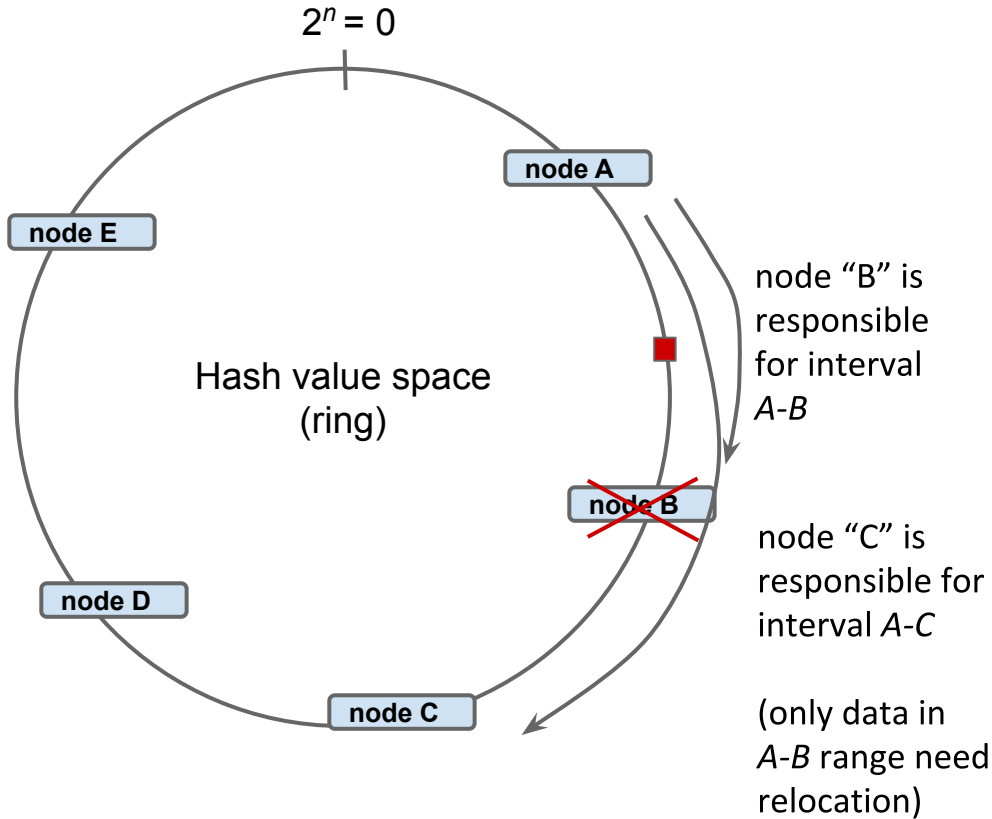 2ⁿ = 0
node A
node E
node “B” is
responsible
for interval
A-B
Hash value space
(ring)
node B
node “C” is
responsible for
interval A-C
node D
node C
(only data in
A-B range need
relocation)